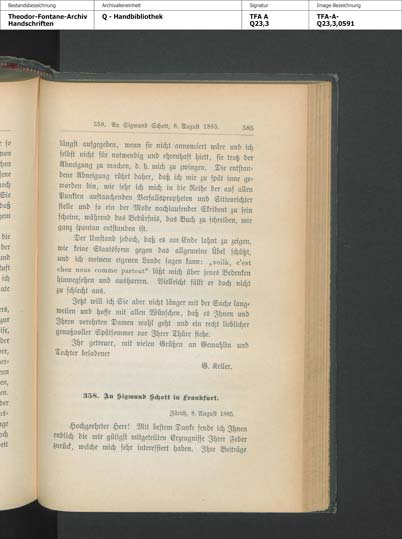 Bestandsbezeichnung
Archivalieneinheit
Signatur
Image-Bezeichnung
Theodor-Fontane-Archiv
Handschriften
Q - Handbibliothek
TFA A
Q23,3
TFA-A-
Q23,3,0591
358. An Sigmund Schott, 8. August 1885. 585
längst aufgegeben, wenn sie nicht annonciert wäre und ich
selbst nicht für notwendig und ehrenhaft hielt, sie trotz der
Abneigung zu machen, d. h. mich zu zwingen. Die entstan-
dene Abneigung rührt daher, daß ich mir zu spät inne ge-
worden bin, wie sehr ich mich in die Reihe der auf allen
Punkten auftauchenden Verfallspropheten und Sittenrichter
stelle und so ein der Mode nachlaufender Skribent zu sein
scheine, während das Bedürfnis, das Buch zu schreiben, mir
ganz spontan entstanden ist.
Der Umstand jedoch, daß es am Ende lohnt zu zeigen,
wie keine Staatsform gegen das allgemeine Übel schützt,
und ich meinem eigenen Lande sagen kann: „voilà, c'est
chez nous comme partout“ läßt mich über jenes Bedenken
hinwegsehen und ausharren. Vielleicht fällt er doch nicht
zu schlecht aus.
Jetzt will ich Sie aber nicht länger mit der Sache lang-
weilen und hoffe mit allen Wünschen, daß es Ihnen und
Ihren verehrten Damen wohl geht und ein recht lieblicher
genußvoller Spätsommer vor Ihrer Thüre stehe.
Ihr getreuer, mit vielen Grüßen an Gemahlin und
Tochter beladener
G. Keller.
358. An Sigmund Schott in Frankfurt.
Zürich, 8. August 1885.
Hochgeehrter Herr! Mit bestem Danke sende ich Ihnen
endlich die mir gütigst mitgeteilten Erzeugnisse Ihrer Feder
zurück, welche mich sehr interessiert haben. Ihre Beiträge